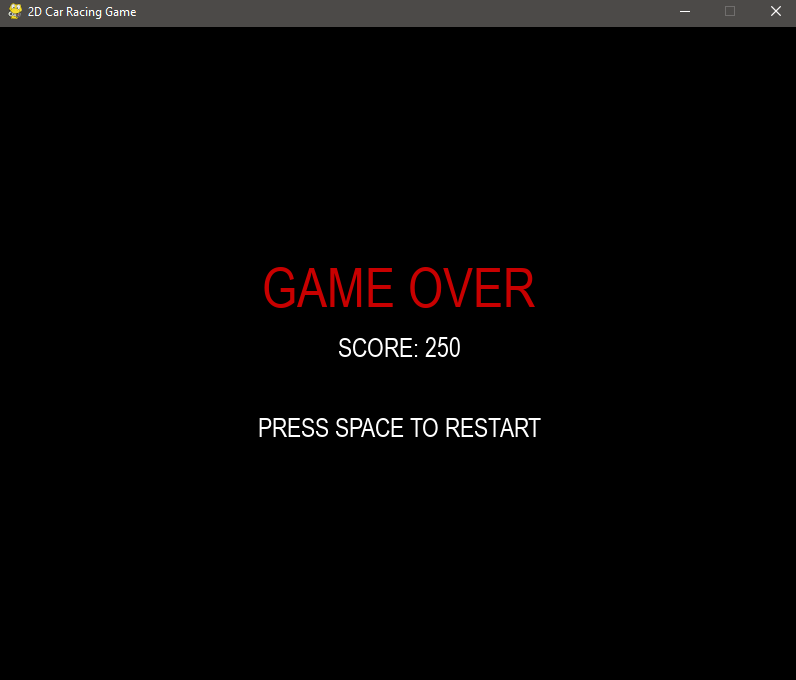 2D Car Racing Game
GAME OVER
SCORE: 250
PRESS SPACE TO RESTART